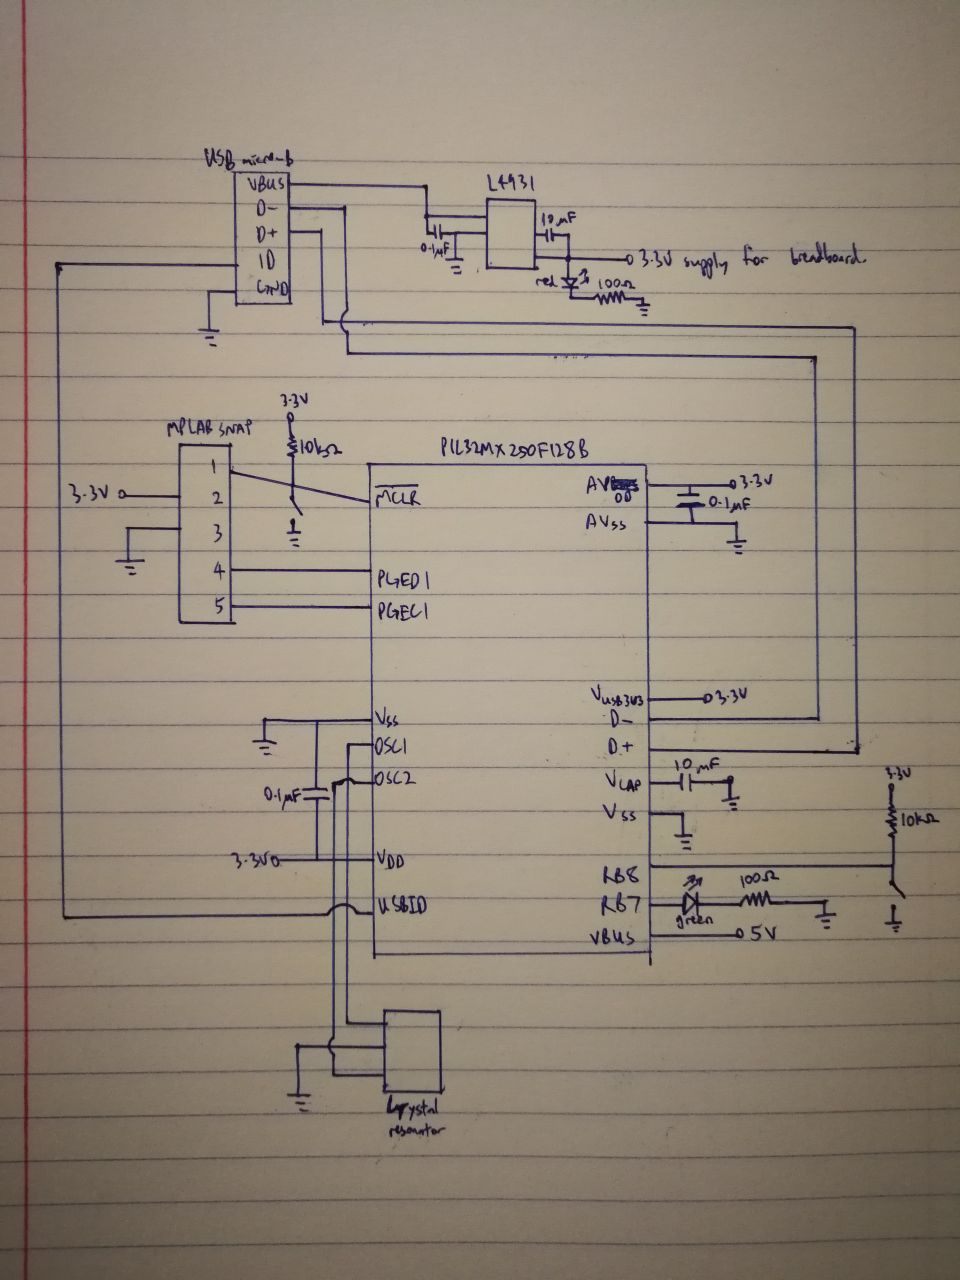 USB micro-b
VBUS
D-
D+
ID
GND
L4931
0.1µF
10µF
3.3V supply for breadboard.
red
100Ω
MPLAB SNAP
1
2
3
4
5
3.3V
3.3V
10kΩ
PIC32MX250F128B
MCLR
PGED1
PGEC1
VSS
OSC1
OSC2
VDD
USBID
0.1µF
3.3V
AVDD
AVSS
3.3V
0.1µF
VUSB3V3
3.3V
D-
D+
VCAP
10µF
VSS
RB8
RB7
VBUS
green
100Ω
5V
3.3V
10kΩ
Crystal
resonator